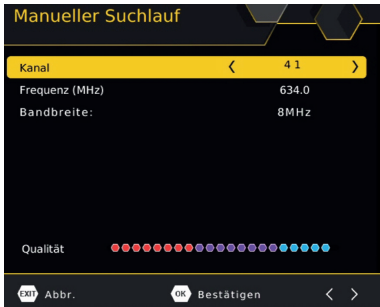 Manueller Suchlauf
Kanal < 41 >
Frequenz (MHz) 634.0
Bandbreite: 8MHz
Qualität
EXIT Abbr. OK Bestätigen < >